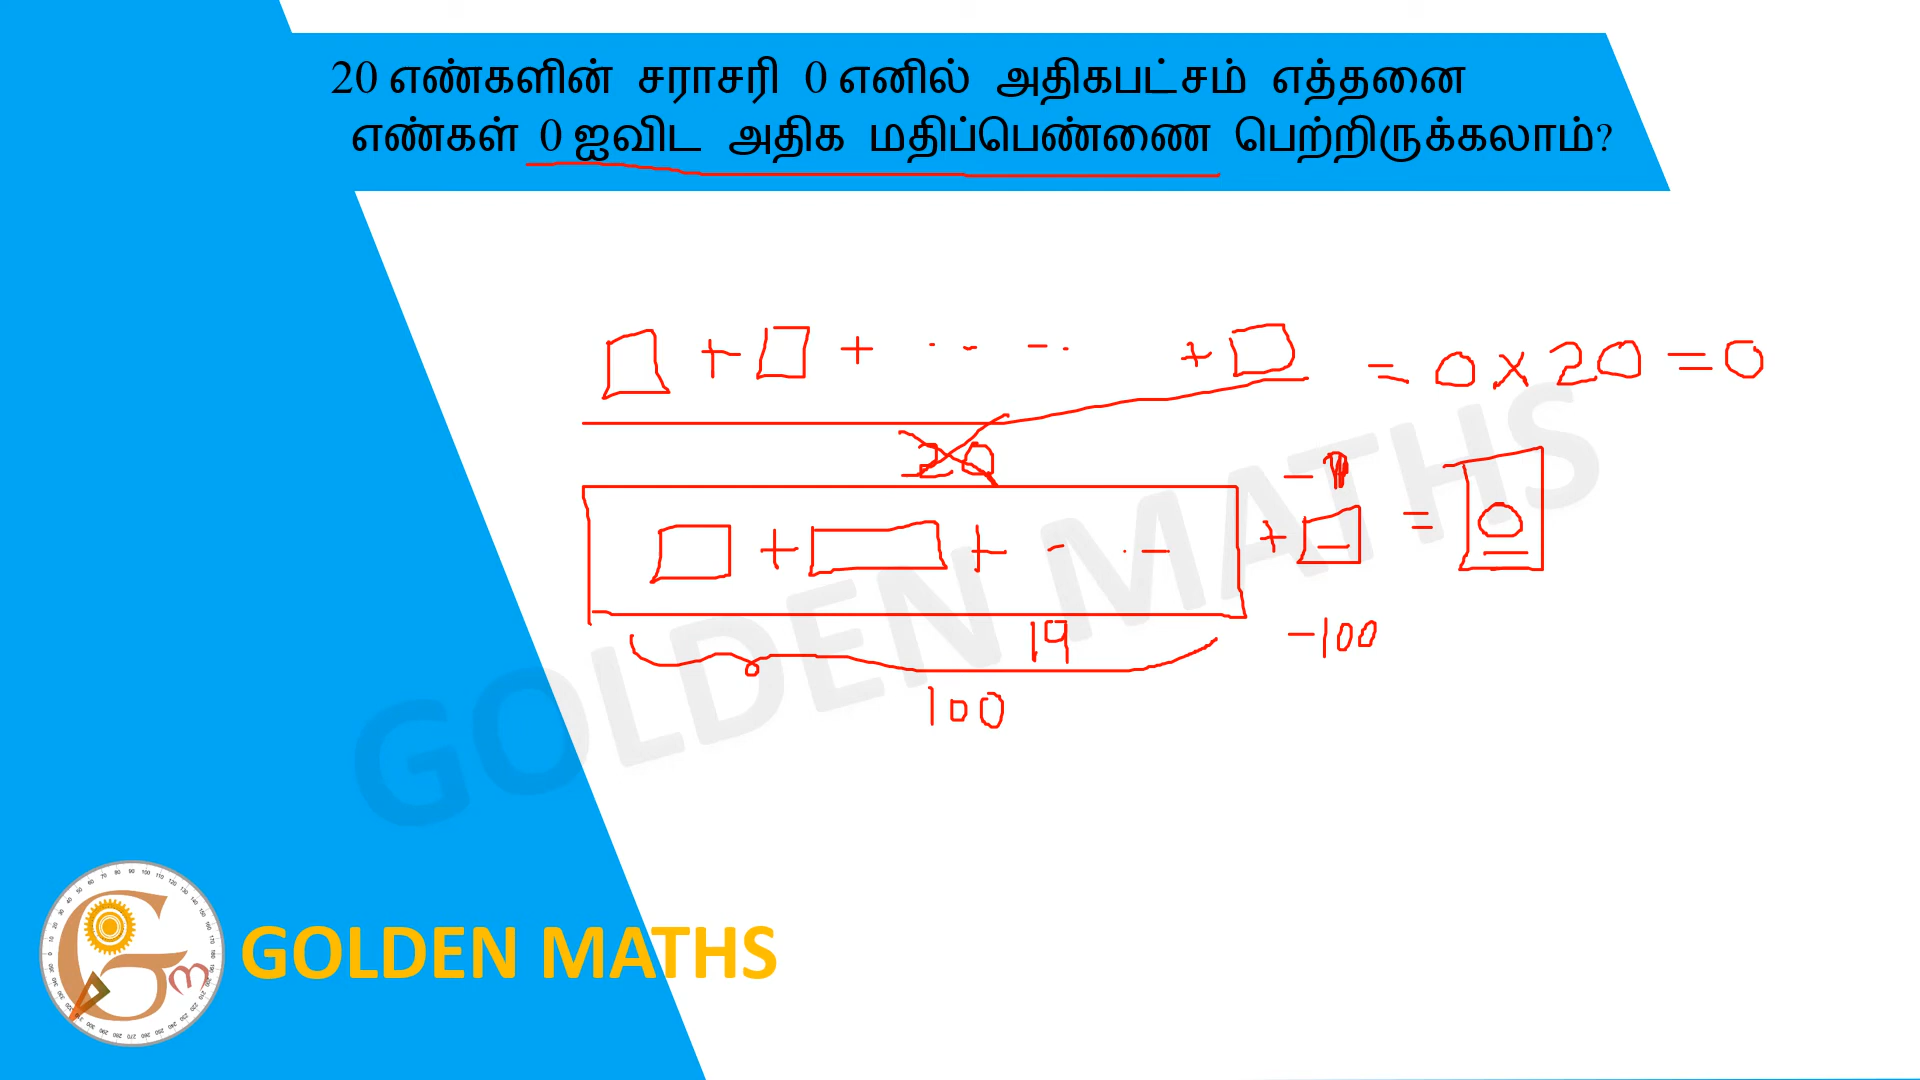 20 எண்களின் சராசரி 0 எனில் அதிகபட்சம் எத்தனை
எண்கள் 0 ஐவிட அதிக மதிப்பெண்ணை பெற்றிருக்கலாம்?
+ + + = 0 × 20 = 0
20
+ + + = 0
19
-100
100
GOLDEN MATHS
GOLDEN MATHS